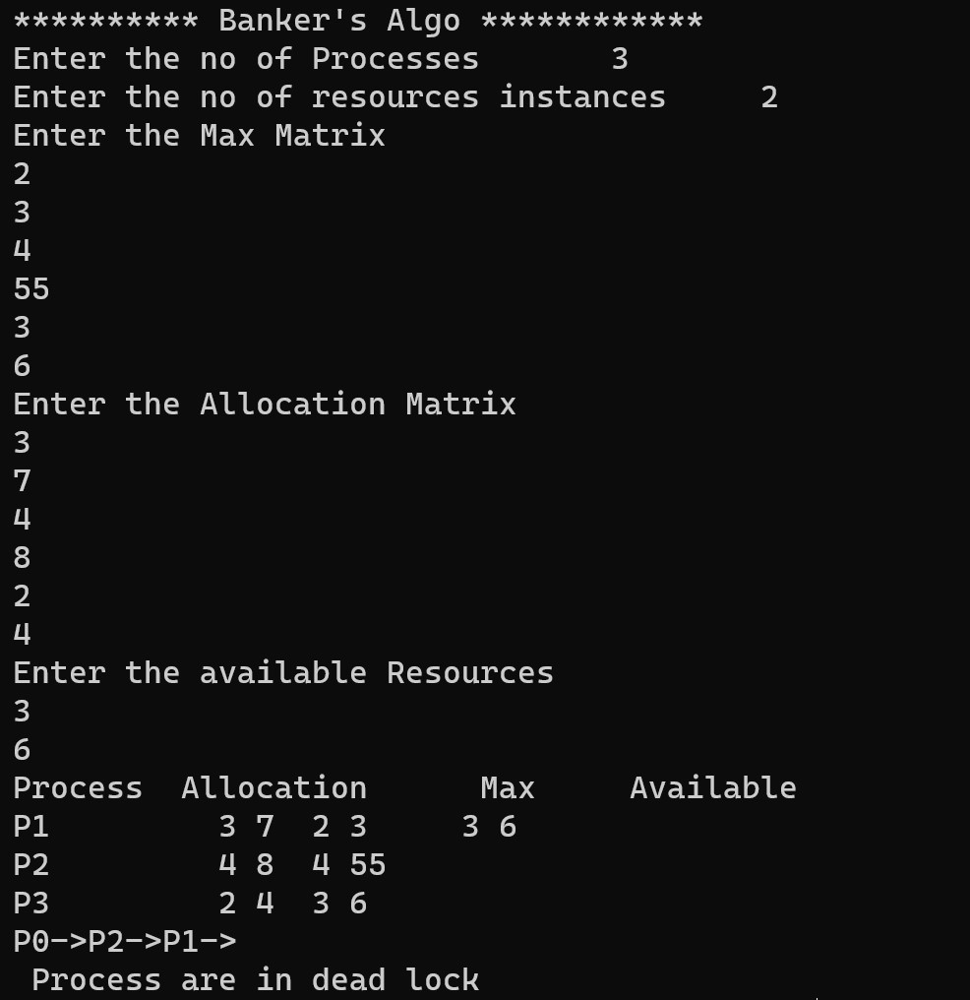 ********** Banker's Algo ************
Enter the no of Processes       3
Enter the no of resources instances     2
Enter the Max Matrix
2
3
4
55
3
6
Enter the Allocation Matrix
3
7
4
8
2
4
Enter the available Resources
3
6
Process  Allocation      Max     Available
P1         3 7  2 3     3 6
P2         4 8  4 55
P3         2 4  3 6
P0->P2->P1->
 Process are in dead lock